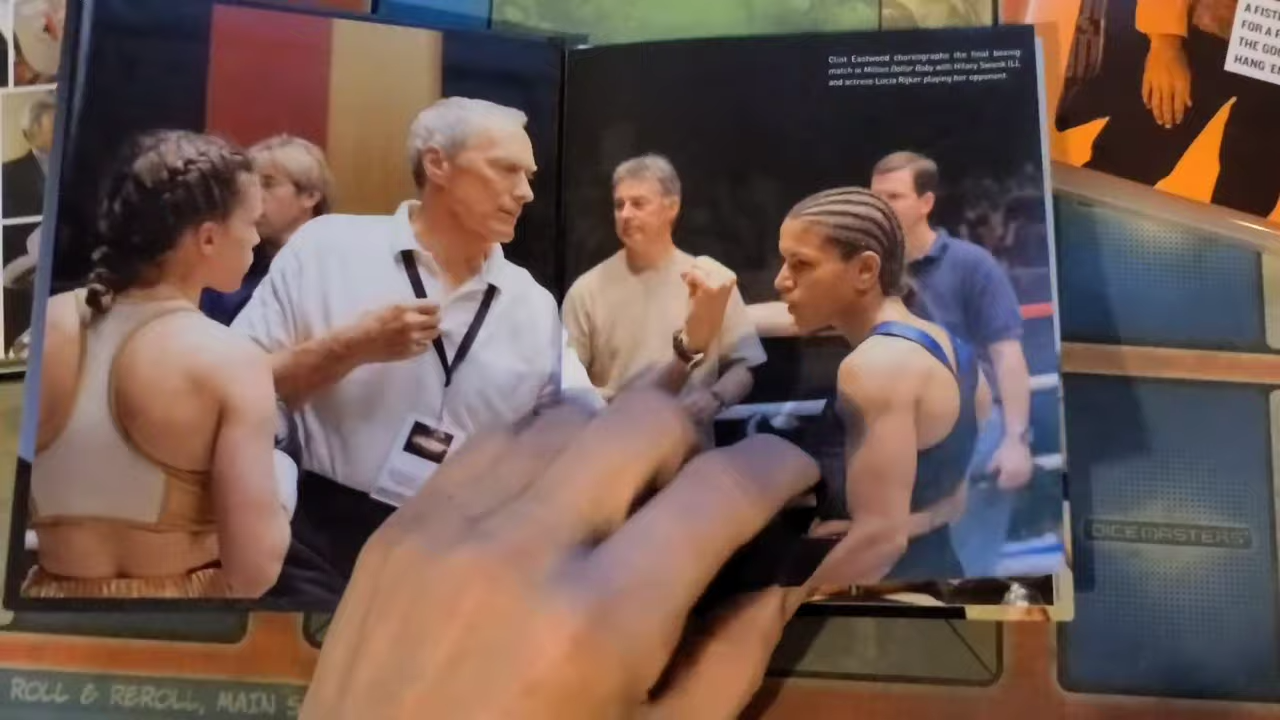 Clint Eastwood choreographs the final boxing
match in Million Dollar Baby with Hilary Swank (L),
and actress Lucia Rijker playing her opponent.
A FIST
FOR A F
THE GO
HANG 'E
DICEMASTERS
ROLL & REROLL, MAIN S